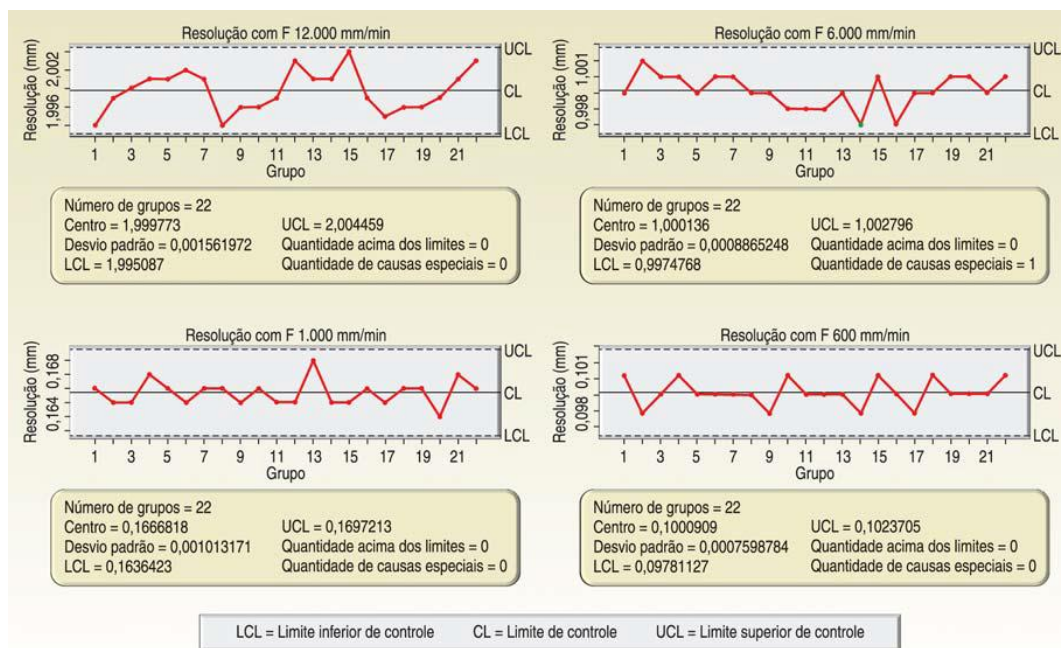 Resolução com F 12.000 mm/min
Resolução (mm)
1,996 2,00 2,002
UCL
CL
LCL
1 3 5 7 9 11 13 15 17 19 21
Grupo
Número de grupos = 22
Centro = 1,999773 UCL = 2,004459
Desvio padrão = 0,001561972 Quantidade acima dos limites = 0
LCL = 1,995087 Quantidade de causas especiais = 0
Resolução com F 6.000 mm/min
Resolução (mm)
0,998 1,00 1,001
UCL
CL
LCL
1 3 5 7 9 11 13 15 17 19 21
Grupo
Número de grupos = 22
Centro = 1,000136 UCL = 1,002796
Desvio padrão = 0,0008865248 Quantidade acima dos limites = 0
LCL = 0,9974768 Quantidade de causas especiais = 1
Resolução com F 1.000 mm/min
Resolução (mm)
0,1 0,164 0,168
UCL
CL
LCL
1 3 5 7 9 11 13 15 17 19 21
Grupo
Número de grupos = 22
Centro = 0,1666818 UCL = 0,1697213
Desvio padrão = 0,001013171 Quantidade acima dos limites = 0
LCL = 0,1636423 Quantidade de causas especiais = 0
Resolução com F 600 mm/min
Resolução (mm)
0,098 0,10 0,101
UCL
CL
LCL
1 3 5 7 9 11 13 15 17 19 21
Grupo
Número de grupos = 22
Centro = 0,1000909 UCL = 0,1023705
Desvio padrão = 0,0007598784 Quantidade acima dos limites = 0
LCL = 0,09781127 Quantidade de causas especiais = 0
LCL = Limite inferior de controle CL = Limite de controle UCL = Limite superior de controle